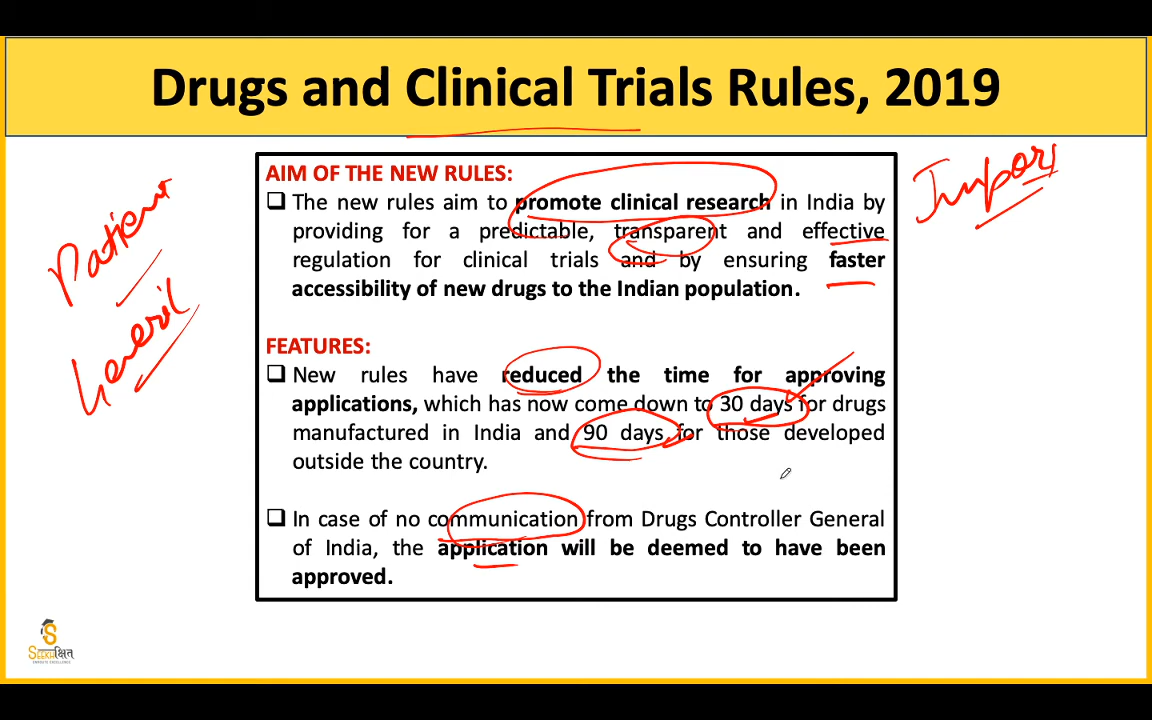 Drugs and Clinical Trials Rules, 2019
AIM OF THE NEW RULES:
❑ The new rules aim to promote clinical research in India by
providing for a predictable, transparent and effective
regulation for clinical trials and by ensuring faster
accessibility of new drugs to the Indian population.
FEATURES:
❑ New rules have reduced the time for approving
applications, which has now come down to 30 days for drugs
manufactured in India and 90 days for those developed
outside the country.
❑ In case of no communication from Drugs Controller General
of India, the application will be deemed to have been
approved.
Patient
Impor
SEEKHक्षित